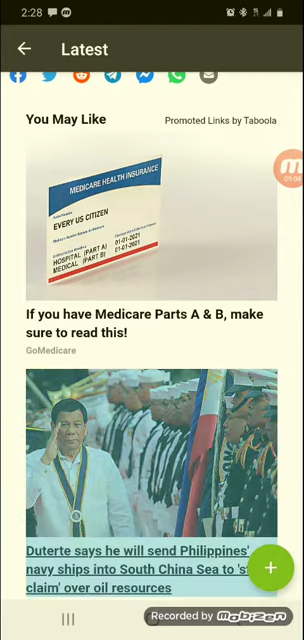 2:28
Latest
You May Like
Promoted Links by Taboola
09:08
MEDICARE HEALTH INSURANCE
EVERY US CITIZEN
HOSPITAL (PART A)
01-01-2021
MEDICAL (PART B)
01-01-2021
If you have Medicare Parts A & B, make
sure to read this!
GoMedicare
Duterte says he will send Philippines'
navy ships into South China Sea to
claim' over oil resources
+
Recorded by Mobizen